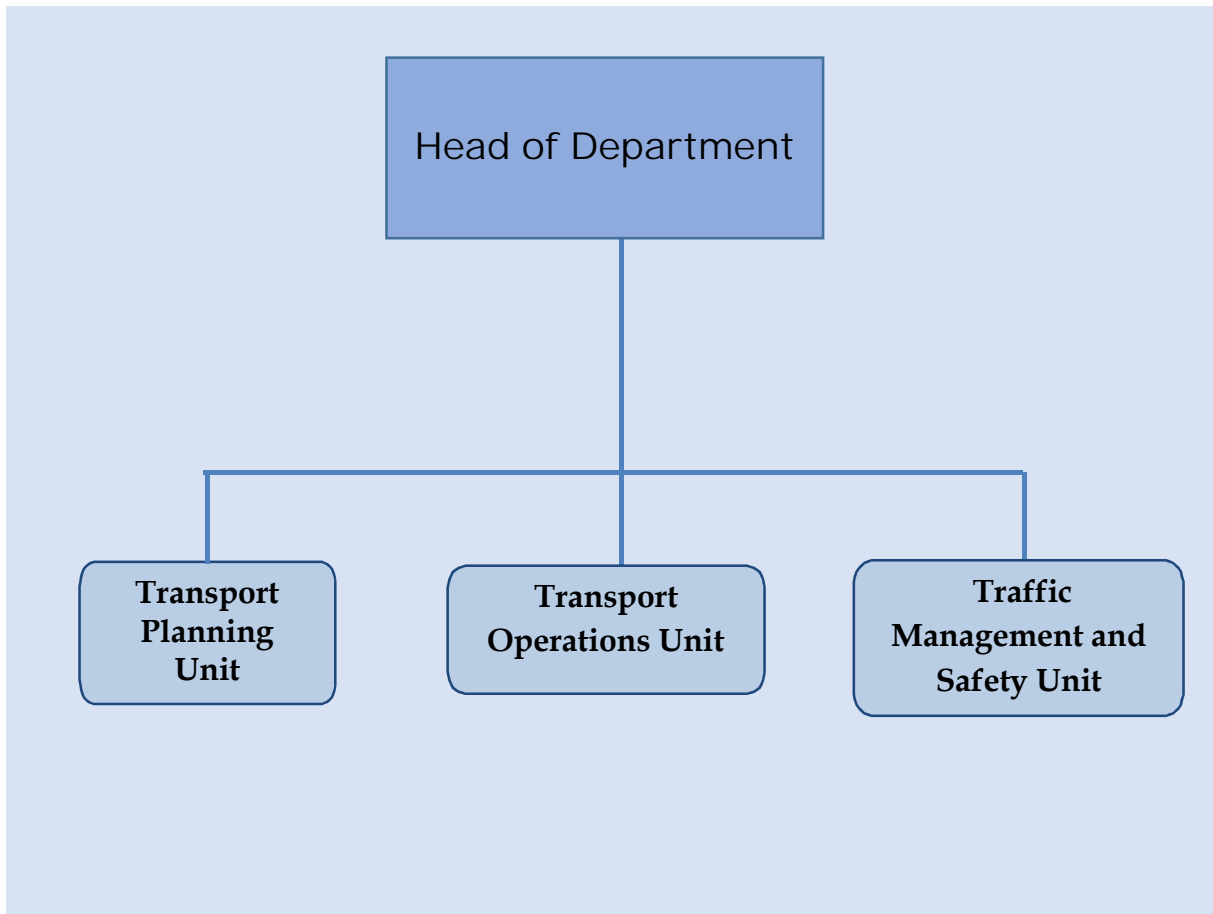 Head of Department
Transport
Planning
Unit
Transport
Operations Unit
Traffic
Management and
Safety Unit